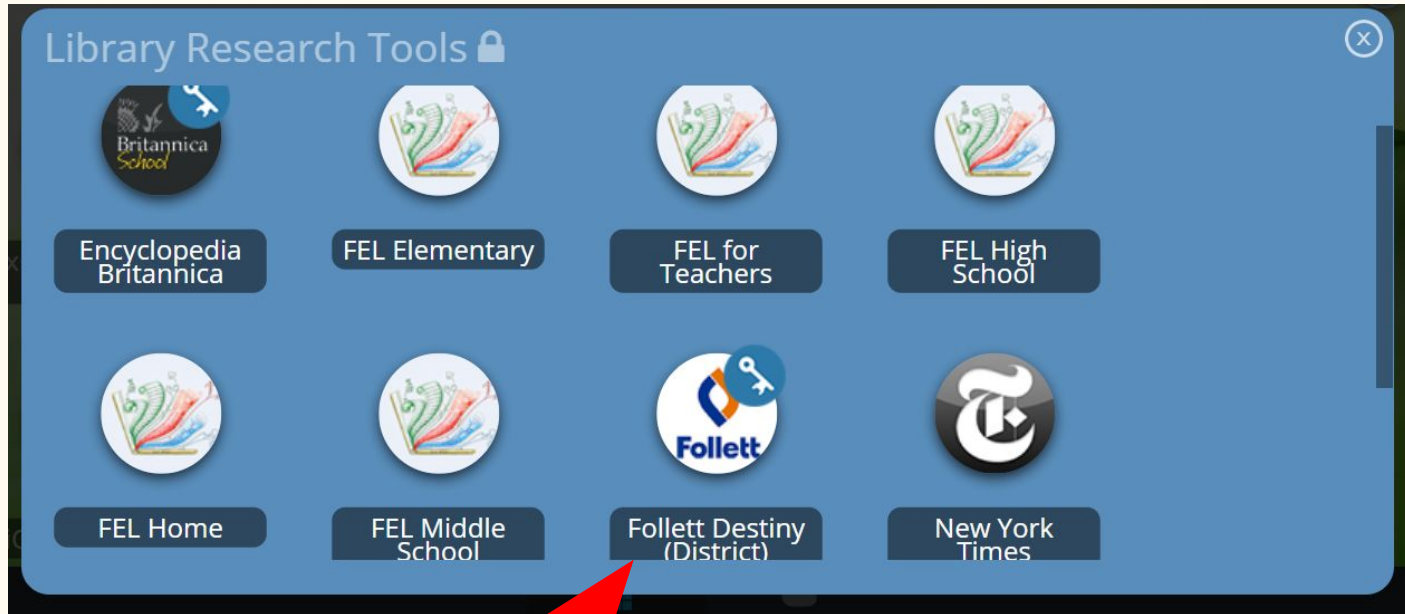 Library Research Tools
X
Britannica
School
Encyclopedia
Britannica
FEL Elementary
FEL for
Teachers
FEL High
School
Follett
FEL Home
FEL Middle
School
Follett Destiny
(District)
New York
Times